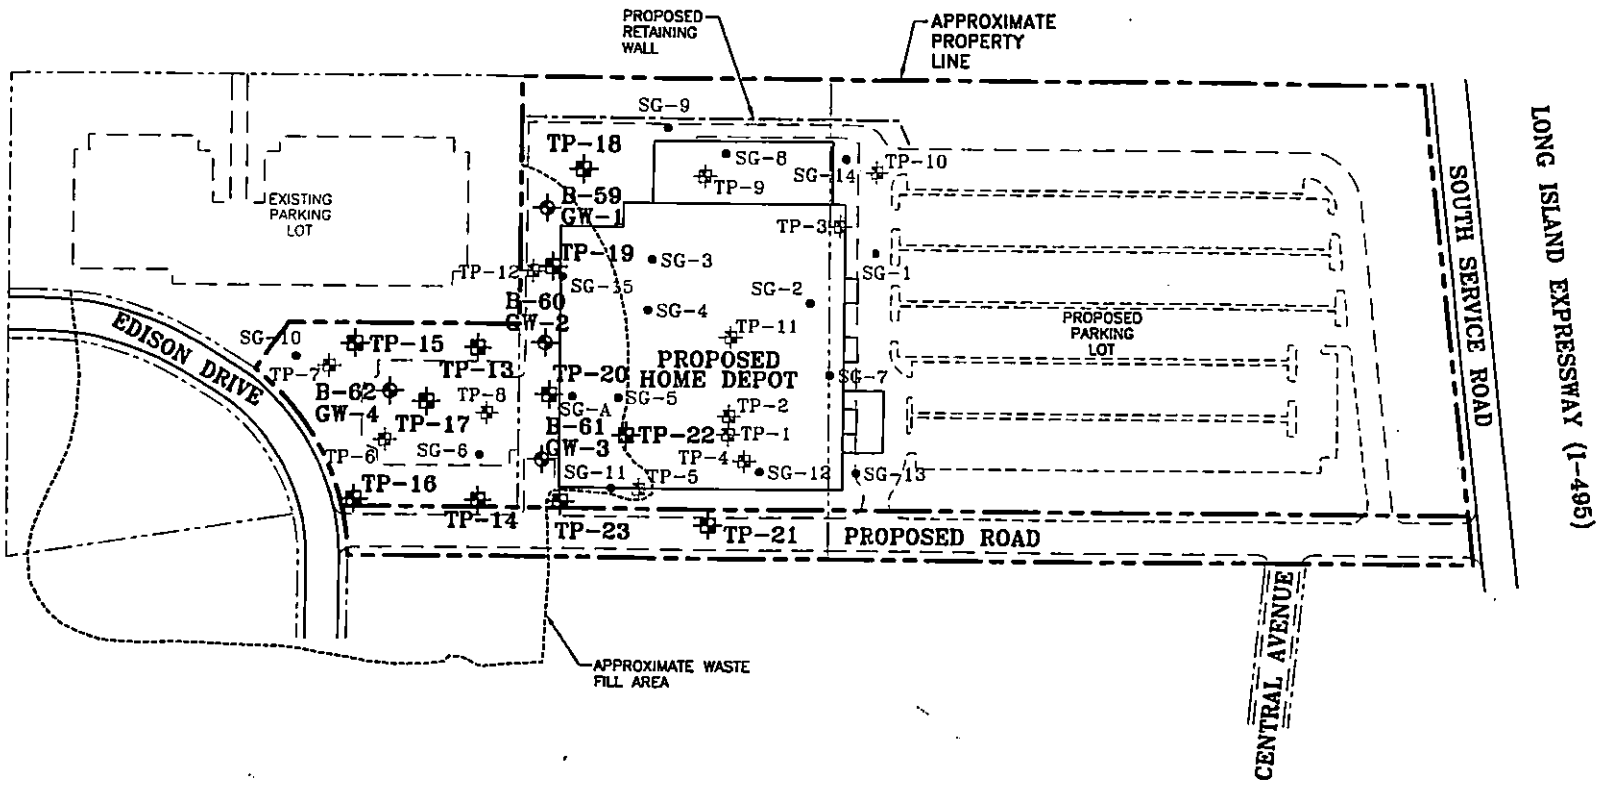 PROPOSED
RETAINING
WALL
APPROXIMATE
PROPERTY
LINE
SG-9
TP-18
SG-8
TP-9
SG-14
TP-10
B-59
GW-1
EXISTING
PARKING
LOT
TP-3
TP-19
TP-12
SG-3
SG-1
SG-15
B-60
GW-2
SG-4
SG-2
TP-11
PROPOSED
PARKING
LOT
EDISON DRIVE
SG-10
TP-15
TP-13
TP-7
PROPOSED
HOME DEPOT
SG-7
B-62
GW-4
TP-20
TP-8
TP-17
SG-A
SG-5
TP-2
B-61
GW-3
TP-22
TP-1
TP-6
SG-6
TP-4
SG-12
SG-13
SG-11
TP-5
TP-16
TP-14
TP-23
TP-21
PROPOSED ROAD
SOUTH SERVICE ROAD
LONG ISLAND EXPRESSWAY (I-495)
CENTRAL AVENUE
APPROXIMATE WASTE
FILL AREA